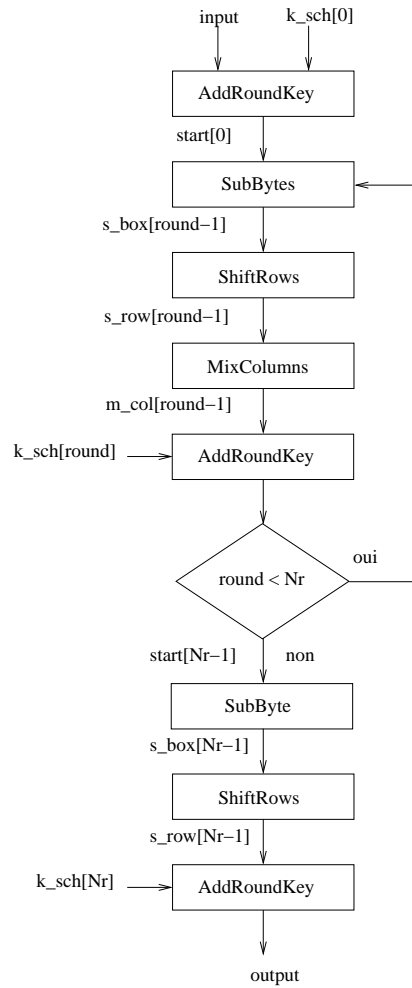 input
k_sch[0]
AddRoundKey
start[0]
SubBytes
s_box[round−1]
ShiftRows
s_row[round−1]
MixColumns
m_col[round−1]
k_sch[round]
AddRoundKey
oui
round < Nr
start[Nr−1]
non
SubByte
s_box[Nr−1]
ShiftRows
s_row[Nr−1]
k_sch[Nr]
AddRoundKey
output